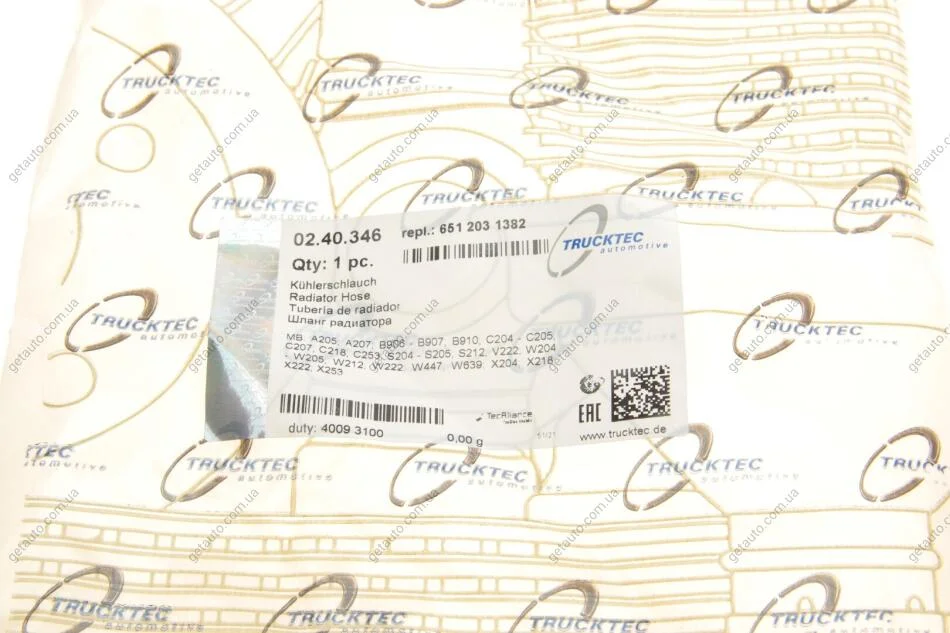 02.40.346
repl.: 651 203 1382
TRUCKTEC
automotive
Qty: 1 pc.
Kühlerschlauch
Radiator Hose
Tubería de radiador
Шланг радиатора
MB. A205, A207, B906 - B907, B910, C204 - C205,
C207, C218, C253, S204 - S205, S212, V222, W204
- W205, W212, W222, W447, W639, X204, X218,
X222, X253
TecAlliance
EAC
duty: 4009 3100
0,00 g
51/21
www.trucktec.de
TRUCKTEC
automotive
getauto.com.ua